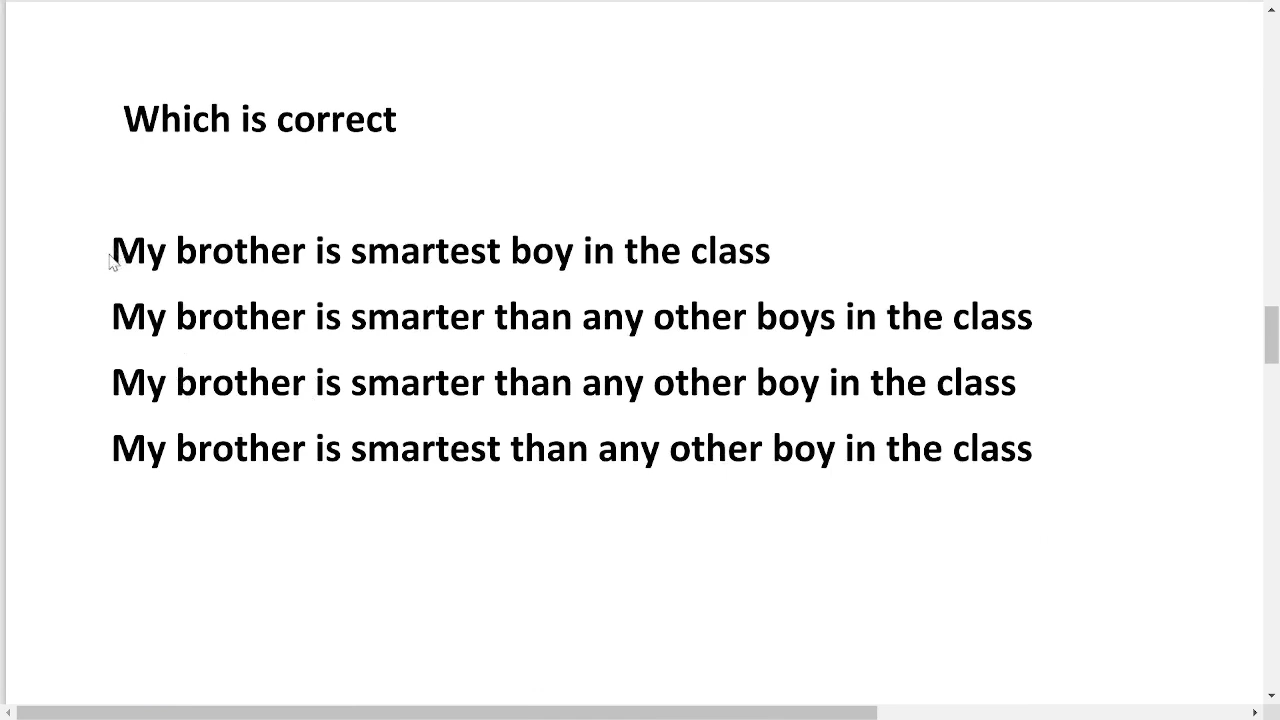 Which is correct
My brother is smartest boy in the class
My brother is smarter than any other boys in the class
My brother is smarter than any other boy in the class
My brother is smartest than any other boy in the class